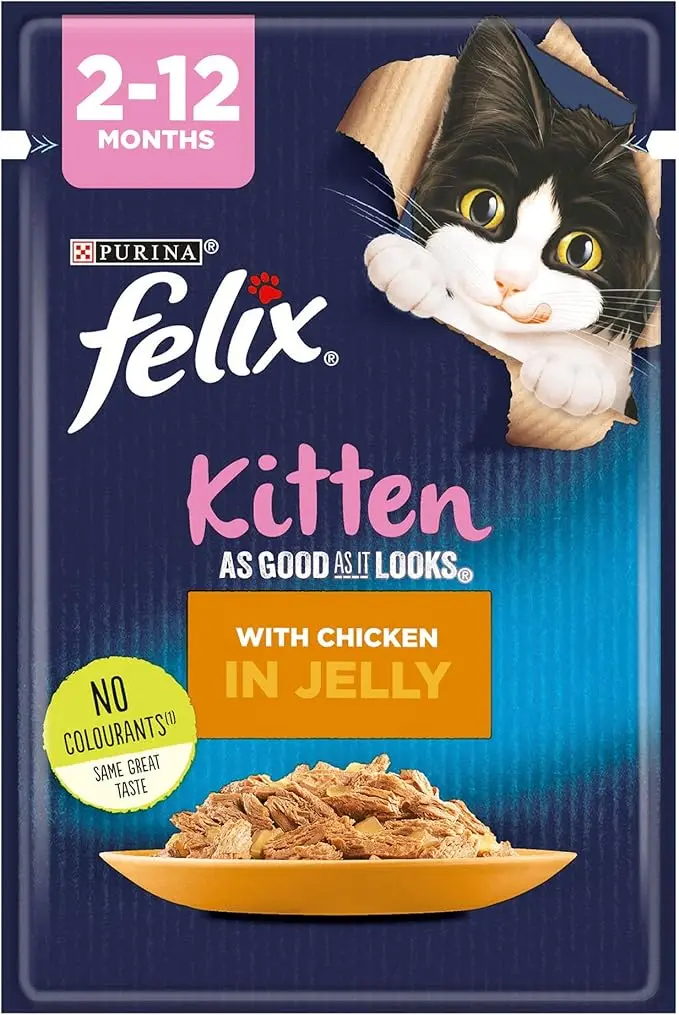 2-12
MONTHS
PURINA®
felix®
Kitten
AS GOOD AS IT LOOKS®
WITH CHICKEN
IN JELLY
NO
COLOURANTS(1)
SAME GREAT
TASTE